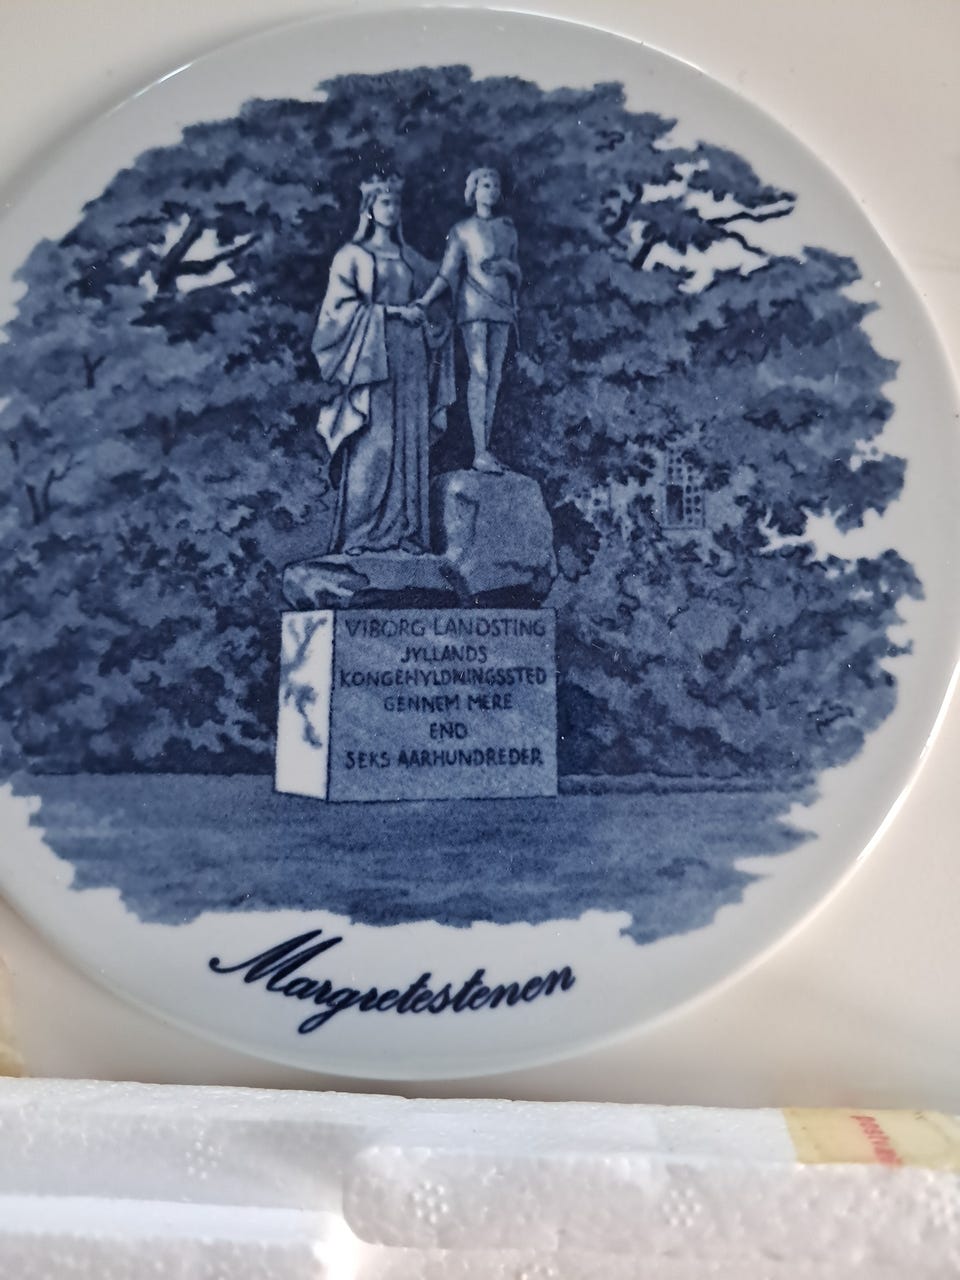 VIBORG LANDSTING
JYLLANDS
KONGEHYLDNINGSSTED
GENNEM MERE
END
SEKS AARHUNDREDER
Margretestenen